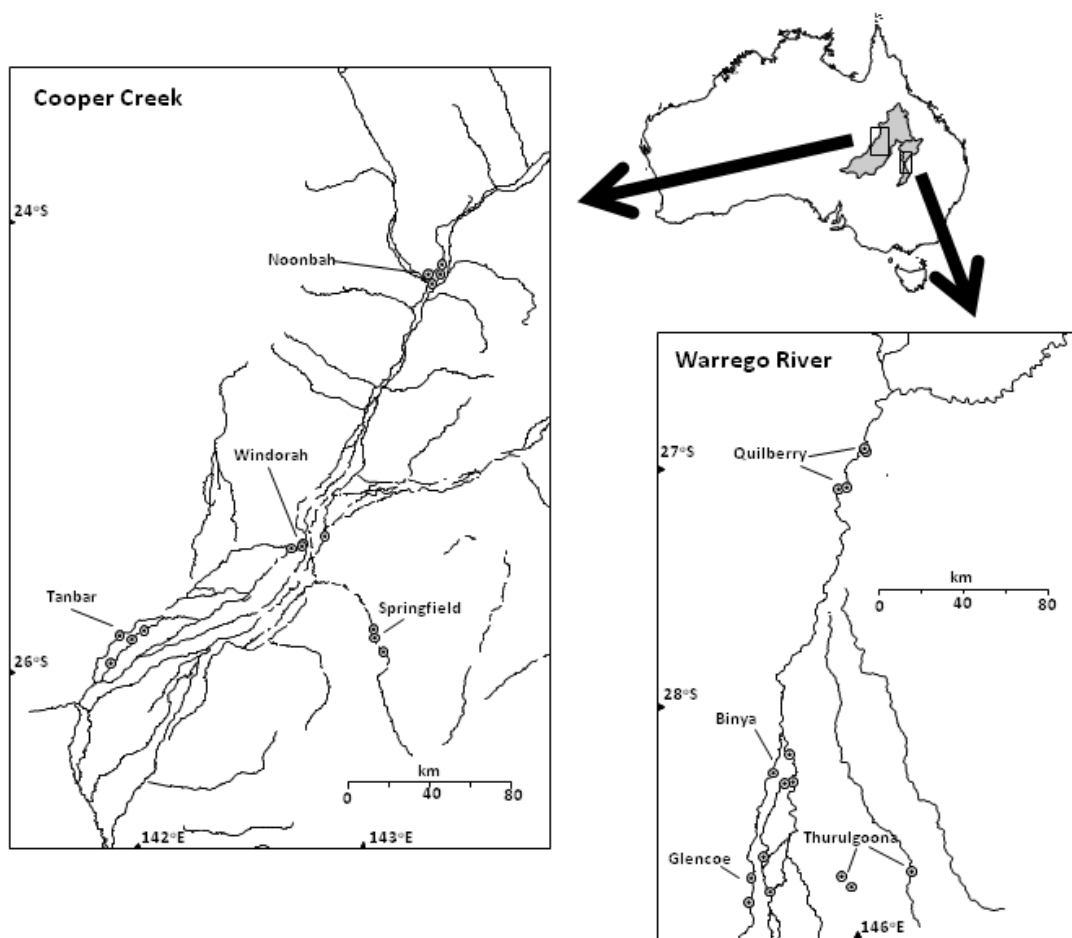 Cooper Creek
24°S
Noonbah
Windorah
Tanbar
Springfield
26°S
km
0 40 80
142°E
143°E
Warrego River
27°S
Quilberry
km
0 40 80
28°S
Binya
Thurulgoona
Glencoe
146°E